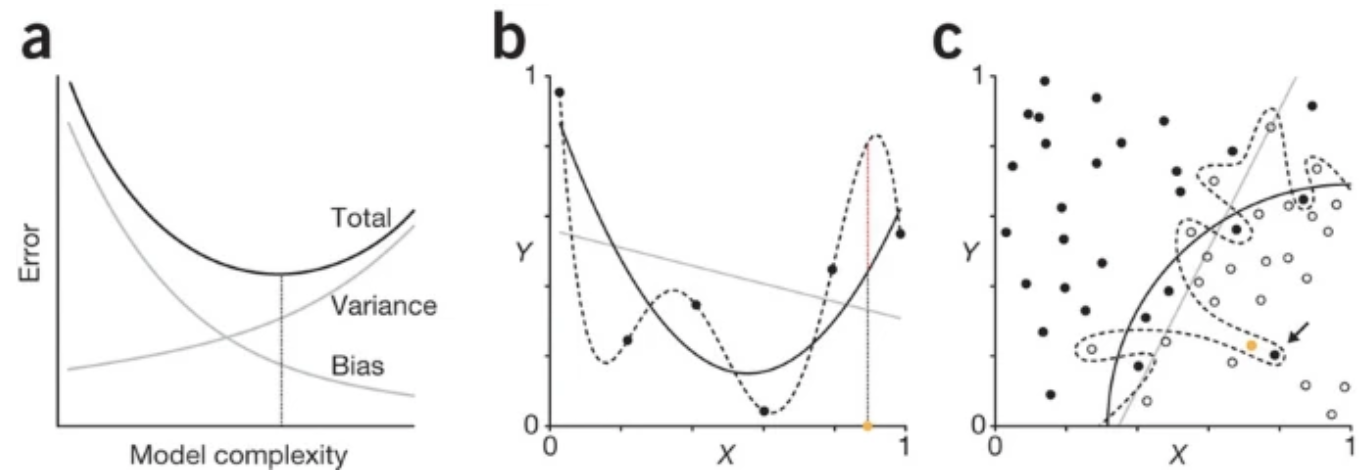 a
Error
Total
Variance
Bias
Model complexity
b
1
Y
0
0
X
1
c
1
Y
0
0
X
1